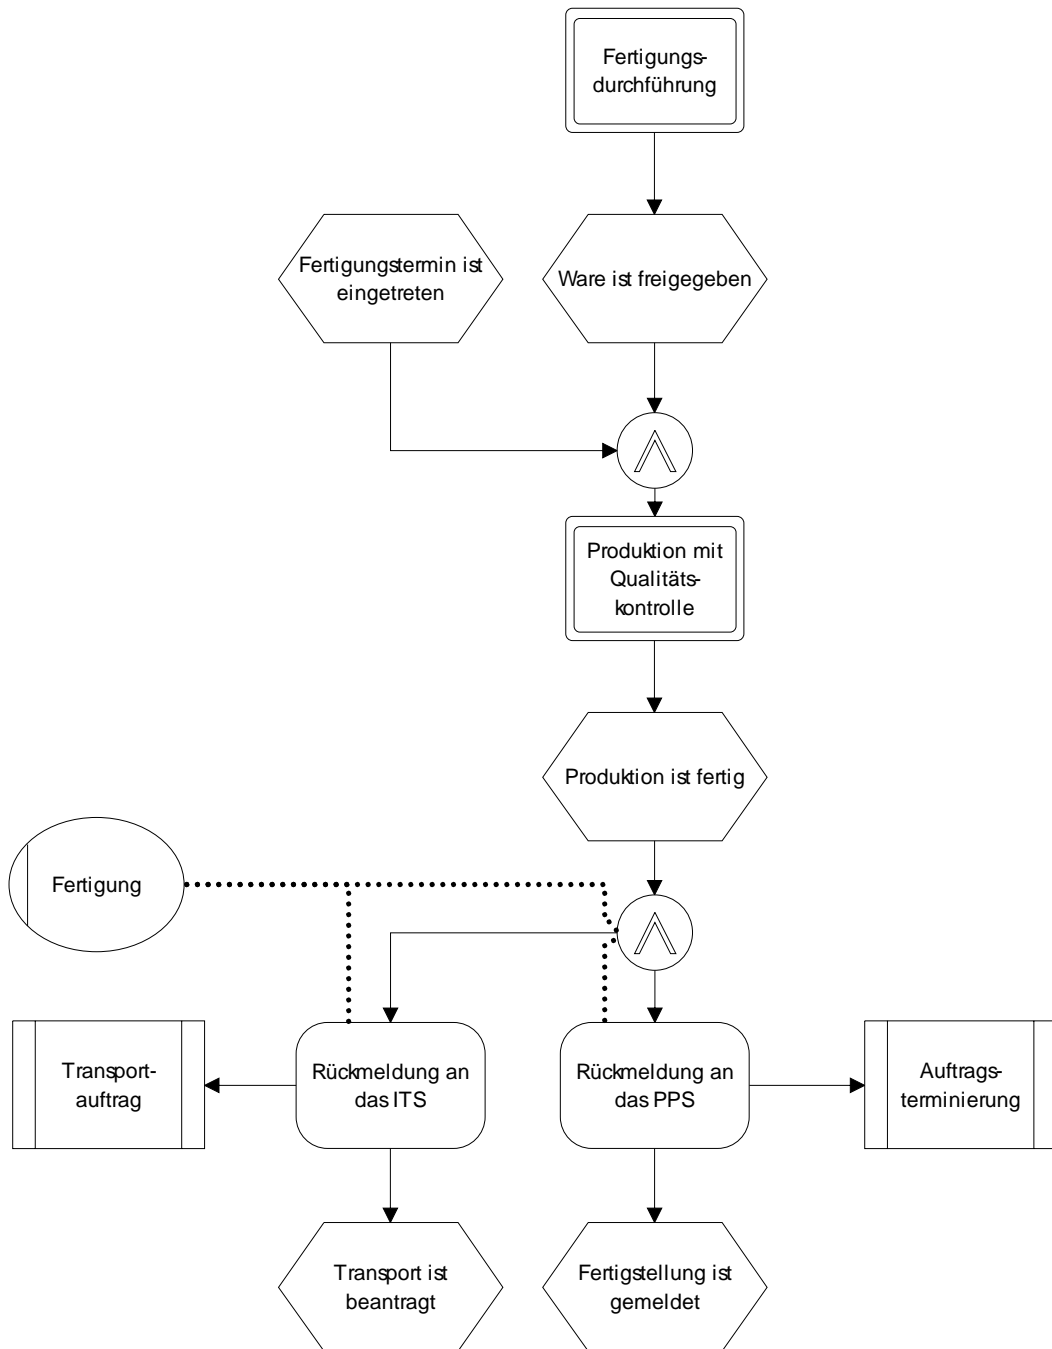 Fertigungs-
durchführung
Fertigungstermin ist
eingetreten
Ware ist freigegeben
Produktion mit
Qualitäts-
kontrolle
Produktion ist fertig
Fertigung
Transport-
auftrag
Rückmeldung an
das ITS
Rückmeldung an
das PPS
Auftrags-
terminierung
Transport ist
beantragt
Fertigstellung ist
gemeldet